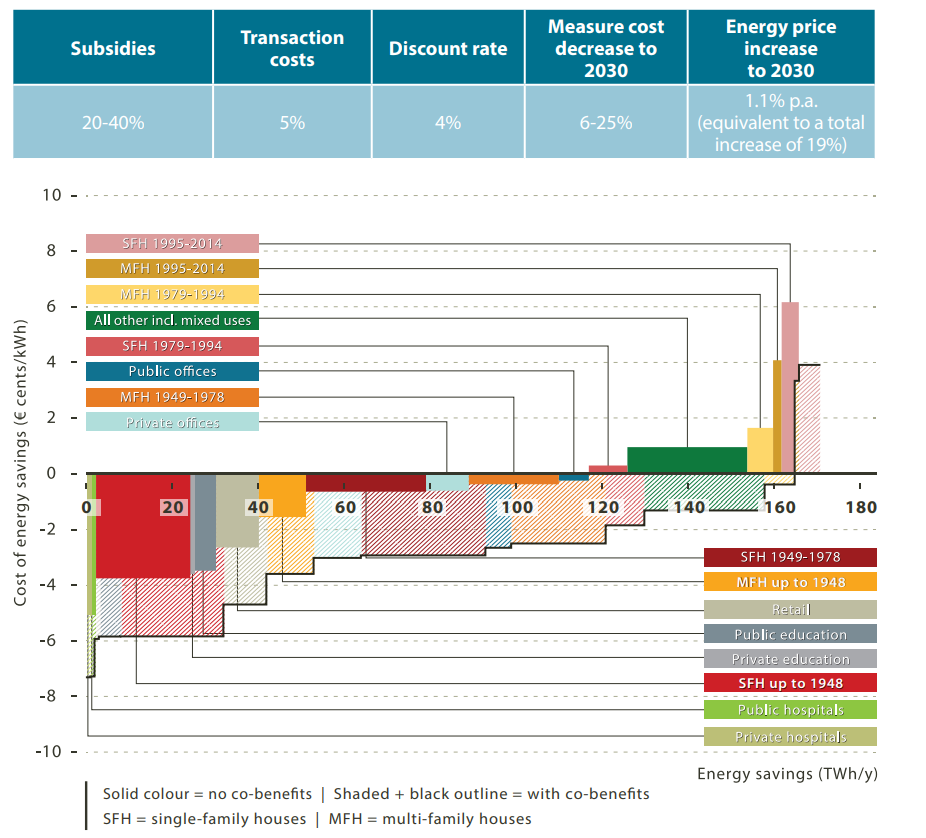 Subsidies
Transaction
costs
Discount rate
Measure cost
decrease to
2030
Energy price
increase
to 2030
20-40%
5%
4%
6-25%
1.1% p.a.
(equivalent to a total
increase of 19%)
Cost of energy savings (€ cents/kWh)
10
8
6
4
2
0
-2
-4
-6
-8
-10
SFH 1995-2014
MFH 1995-2014
MFH 1979-1994
All other incl. mixed uses
SFH 1979-1994
Public offices
MFH 1949-1978
Private offices
0 20 40 60 80 100 120 140 160 180
SFH 1949-1978
MFH up to 1948
Retail
Public education
Private education
SFH up to 1948
Public hospitals
Private hospitals
Energy savings (TWh/y)
Solid colour = no co-benefits | Shaded + black outline = with co-benefits
SFH = single-family houses | MFH = multi-family houses